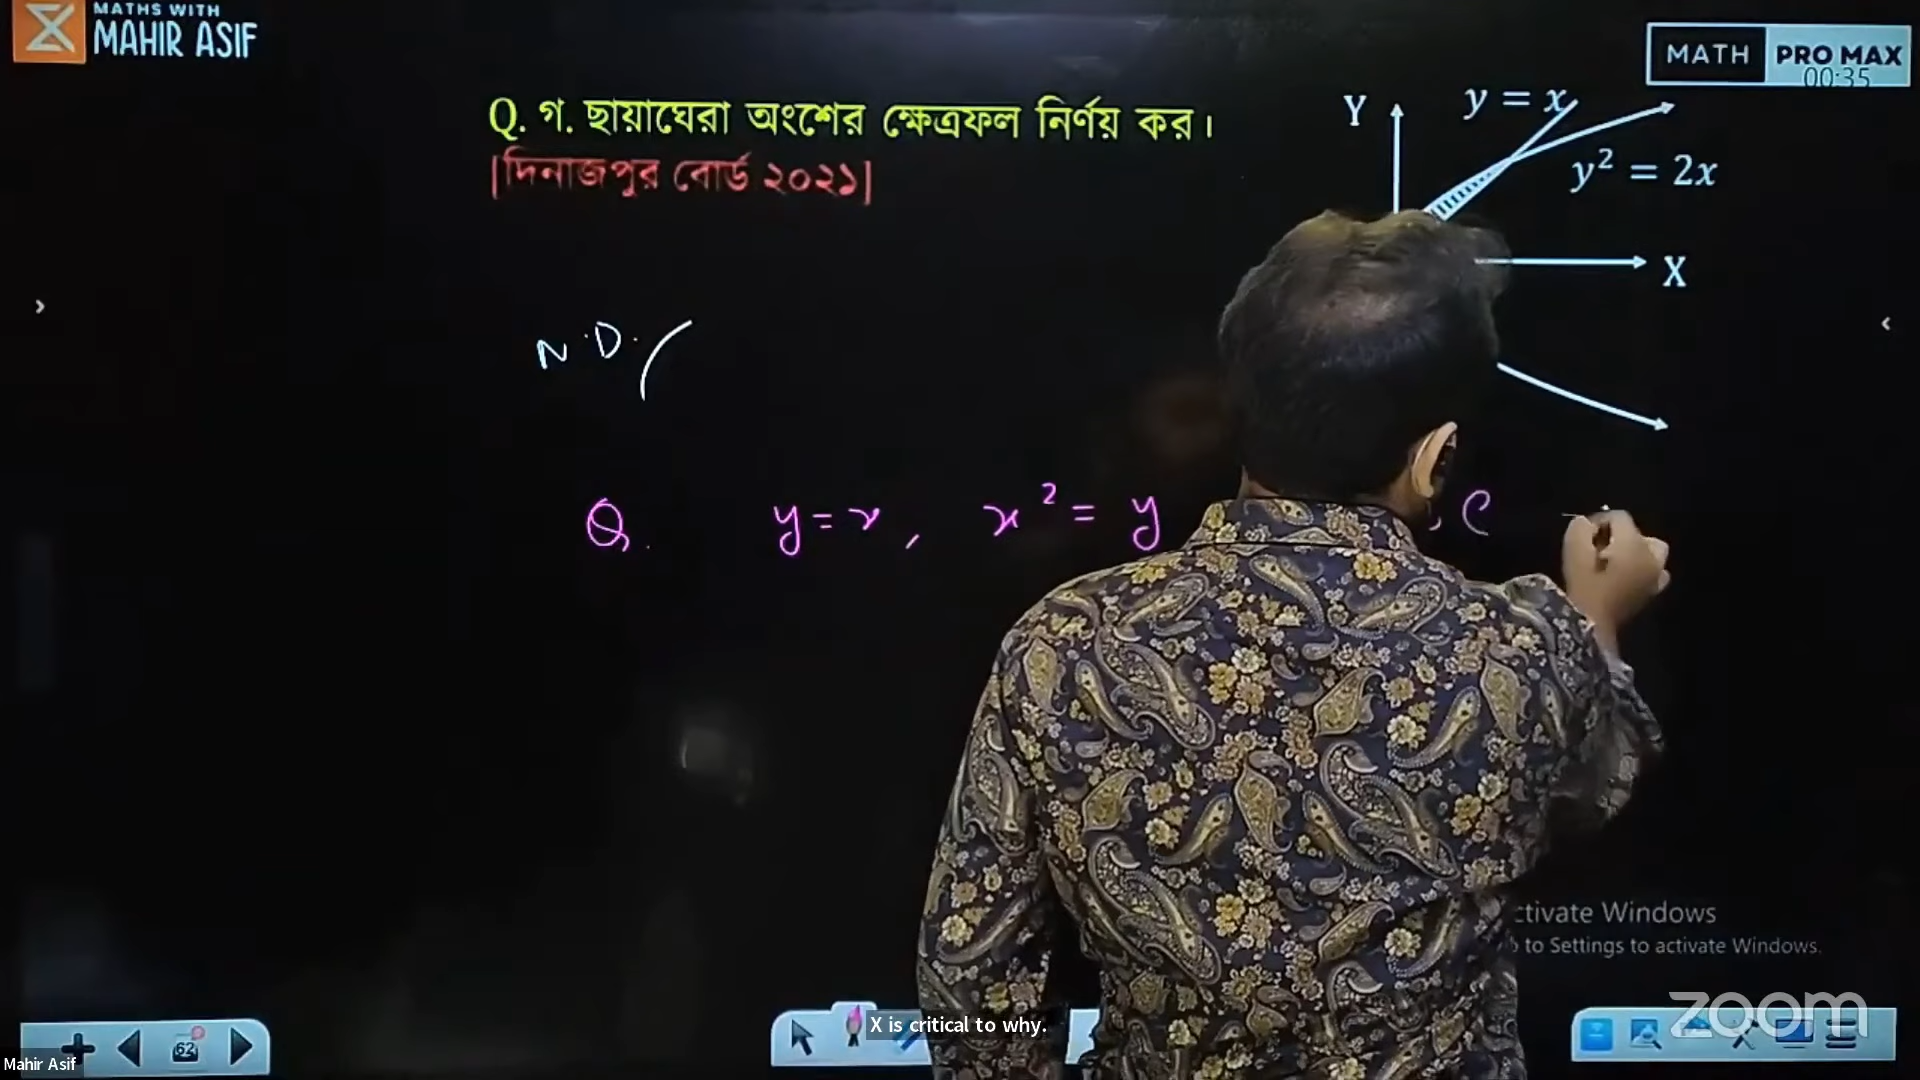 MATHS WITH
MAHIR ASIF
MATH PRO MAX
00:35
Q. গ. ছায়াঘেরা অংশের ক্ষেত্রফল নির্ণয় কর।
[দিনাজপুর বোর্ড ২০২১]
Y
y = x
y² = 2x
X
N.D.
Q. y = x, x² = y
ctivate Windows
to Settings to activate Windows.
zoom
62
X is critical to why.
Mahir Asif